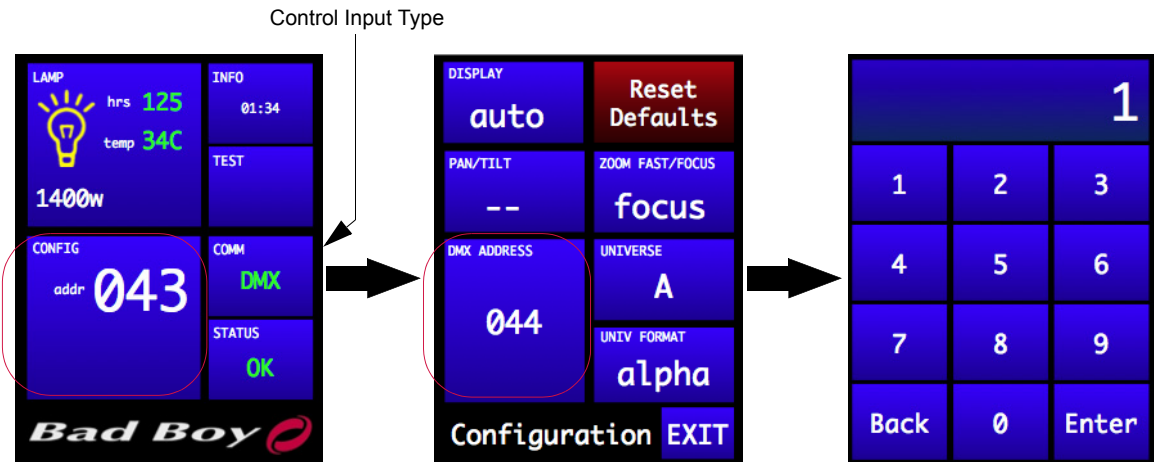 Control Input Type
LAMP
hrs 125
temp 34C
1400w
INFO
01:34
TEST
CONFIG
addr 043
COMM
DMX
STATUS
OK
Bad Boy
DISPLAY
auto
Reset
Defaults
PAN/TILT
--
ZOOM FAST/FOCUS
focus
DMX ADDRESS
044
UNIVERSE
A
UNIV FORMAT
alpha
Configuration EXIT
1
1 2 3
4 5 6
7 8 9
Back 0 Enter